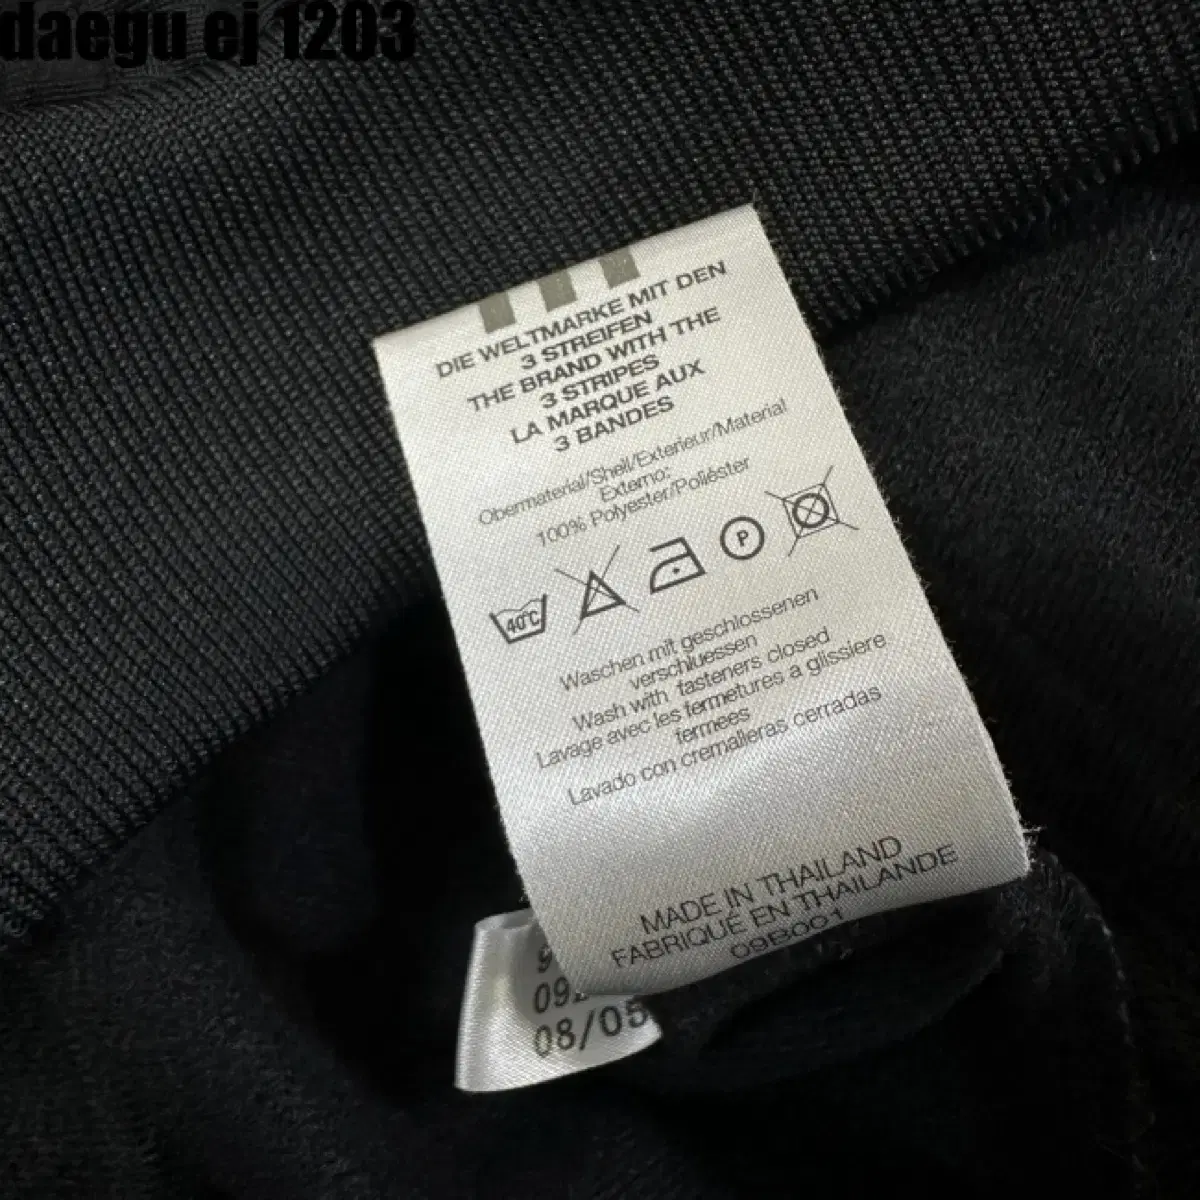 daegu ej 1203
DIE WELTMARKE MIT DEN
3 STREIFEN
THE BRAND WITH THE
3 STRIPES
LA MARQUE AUX
3 BANDES
Obermaterial/Shell/Exterieur/Material
Externo:
100% Polyester/Poliéster
40°C
P
Waschen mit geschlossenen
verschluessen
Wash with fasteners closed
Lavage avec les fermetures a glissiere
fermees
Lavado con cremalleras cerradas
MADE IN THAILAND
FABRIQUÉ EN THAILANDE
09B001
08/05